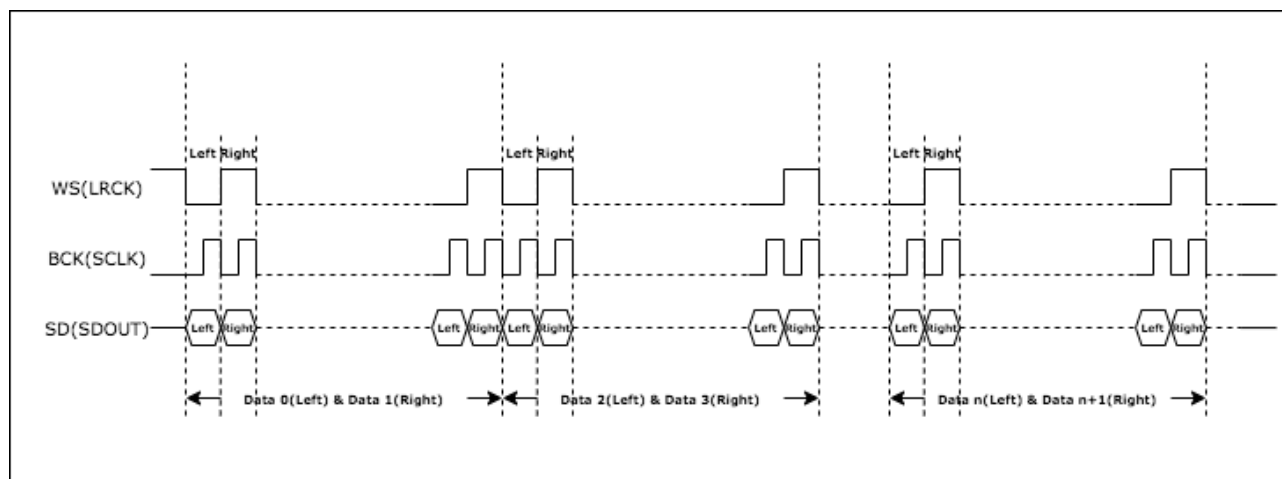 Left Right Left Right Left Right
WS(LRCK)
BCK(SCLK)
SD(SDOUT) Left Right Left Right Left Right Left Right Left Right Left Right
Data 0(Left) & Data 1(Right) Data 2(Left) & Data 3(Right) Data n(Left) & Data n+1(Right)